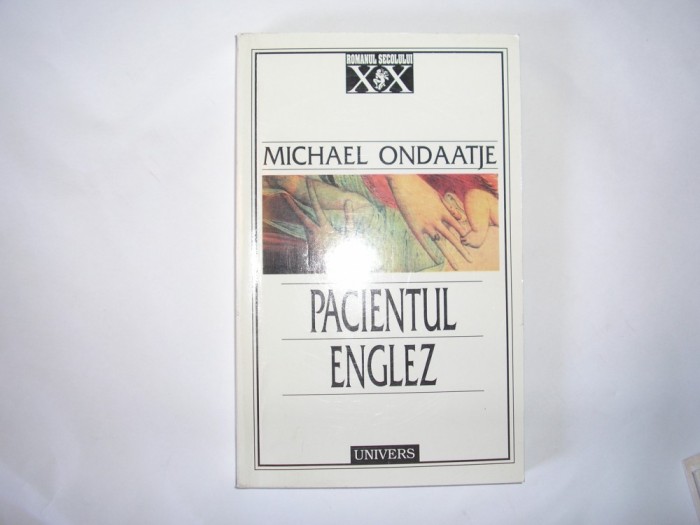 ROMANUL SECOLULUI
XX
MICHAEL ONDAATJE
PACIENTUL
ENGLEZ
UNIVERS